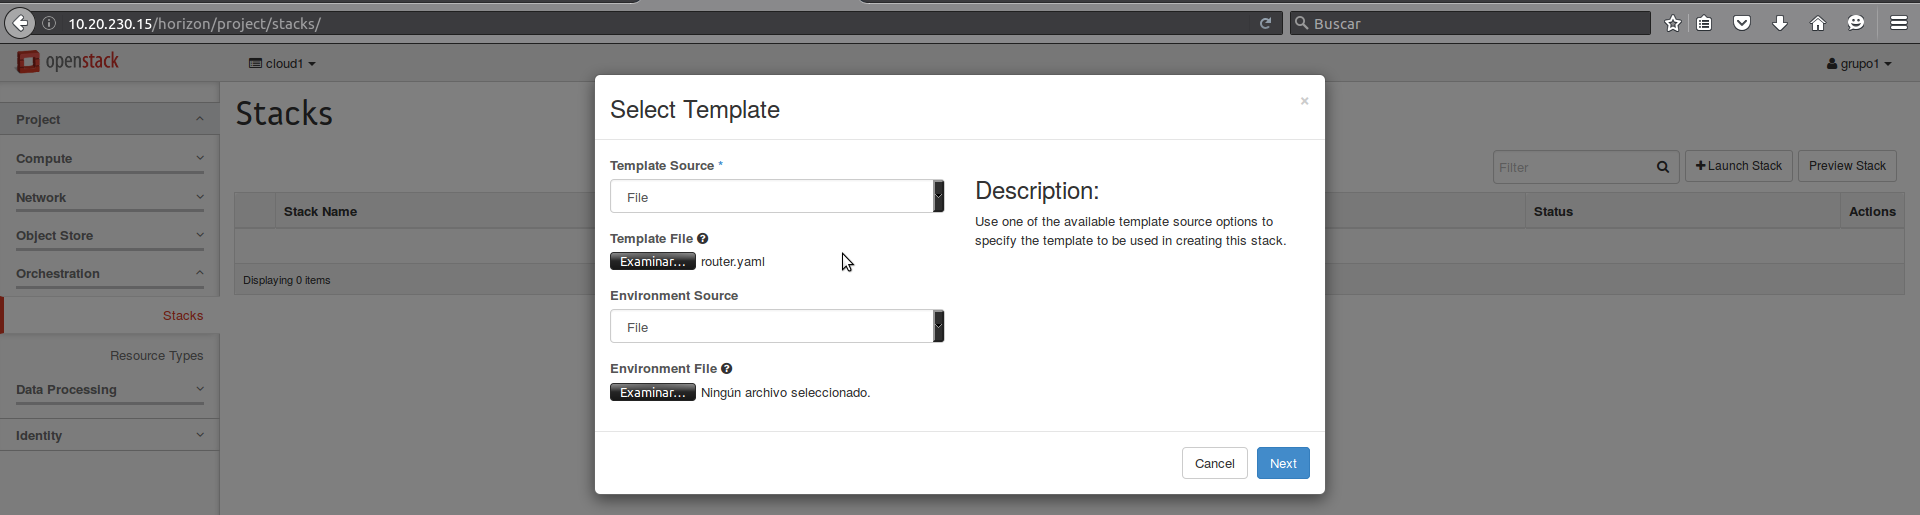 10.20.230.15/horizon/project/stacks/
Buscar
openstack
cloud1
grupo1
Project
Compute
Network
Object Store
Orchestration
Stacks
Resource Types
Data Processing
Identity
Stacks
Filter
Launch Stack
Preview Stack
Stack Name
Status
Actions
Displaying 0 items
Select Template
×
Template Source *
File
Template File
Examinar... router.yaml
Environment Source
File
Environment File
Examinar... Ningún archivo seleccionado.
Description:
Use one of the available template source options to
specify the template to be used in creating this stack.
Cancel
Next